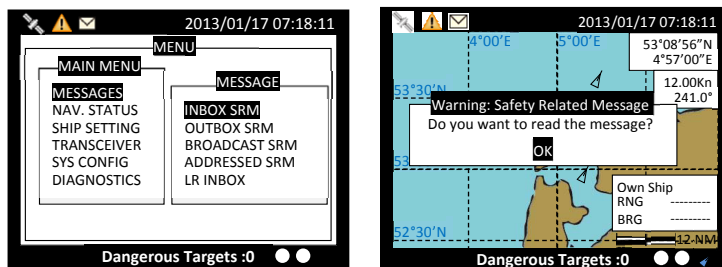 2013/01/17 07:18:11
MENU
MAIN MENU
MESSAGES
NAV. STATUS
SHIP SETTING
TRANSCEIVER
SYS CONFIG
DIAGNOSTICS
MESSAGE
INBOX SRM
OUTBOX SRM
BROADCAST SRM
ADDRESSED SRM
LR INBOX
Dangerous Targets :0
2013/01/17 07:18:11
4°00’E 5°00’E
53°08’56”N
4°57’00”E
12.00Kn
241.0°
53°30’N
Warning: Safety Related Message
Do you want to read the message?
OK
53
Own Ship
RNG ---------
BRG ---------
52°30’N
12 NM
Dangerous Targets :0